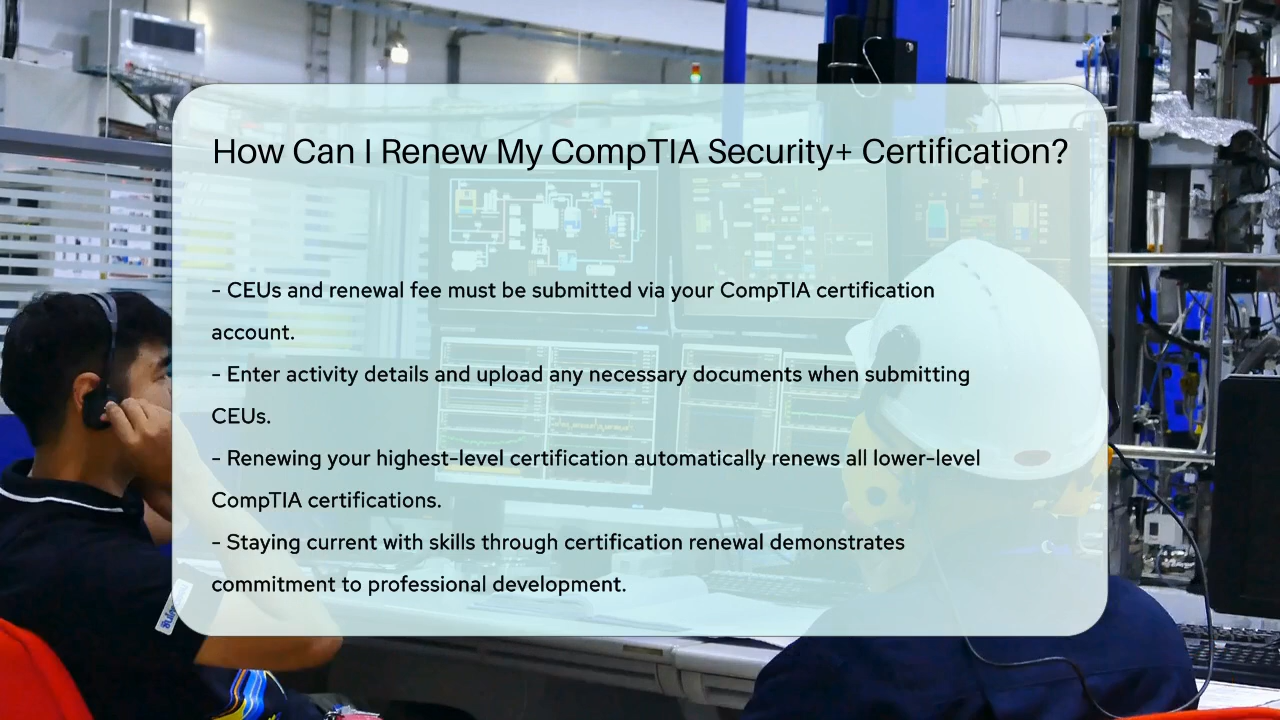 How Can I Renew My CompTIA Security+ Certification?
- CEUs and renewal fee must be submitted via your CompTIA certification
account.
- Enter activity details and upload any necessary documents when submitting
CEUs.
- Renewing your highest-level certification automatically renews all lower-level
CompTIA certifications.
- Staying current with skills through certification renewal demonstrates
commitment to professional development.